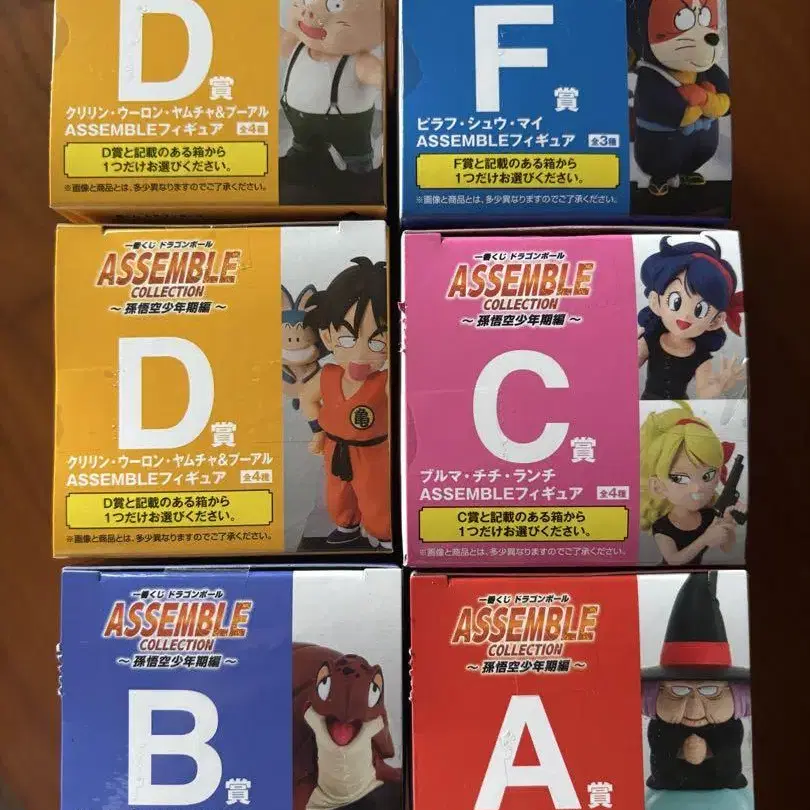 D賞
クリリン・ウーロン・ヤムチャ&プーアル
ASSEMBLEフィギュア 全4種
D賞と記載のある箱から
1つだけお選びください。
※画像と商品とは、多少異なりますのでご了承ください。
F賞
ピラフ・シュウ・マイ
ASSEMBLEフィギュア 全3種
F賞と記載のある箱から
1つだけお選びください。
※画像と商品とは、多少異なりますのでご了承ください。
一番くじ ドラゴンボール
ASSEMBLE
COLLECTION
～孫悟空少年期編～
D賞
クリリン・ウーロン・ヤムチャ&プーアル
ASSEMBLEフィギュア 全4種
D賞と記載のある箱から
1つだけお選びください。
※画像と商品とは、多少異なりますのでご了承ください。
亀
一番くじ ドラゴンボール
ASSEMBLE
COLLECTION
～孫悟空少年期編～
C賞
ブルマ・チチ・ランチ
ASSEMBLEフィギュア 全4種
C賞と記載のある箱から
1つだけお選びください。
※画像と商品とは、多少異なりますのでご了承ください。
一番くじ ドラゴンボール
ASSEMBLE
COLLECTION
～孫悟空少年期編～
B賞
一番くじ ドラゴンボール
ASSEMBLE
COLLECTION
～孫悟空少年期編～
A賞